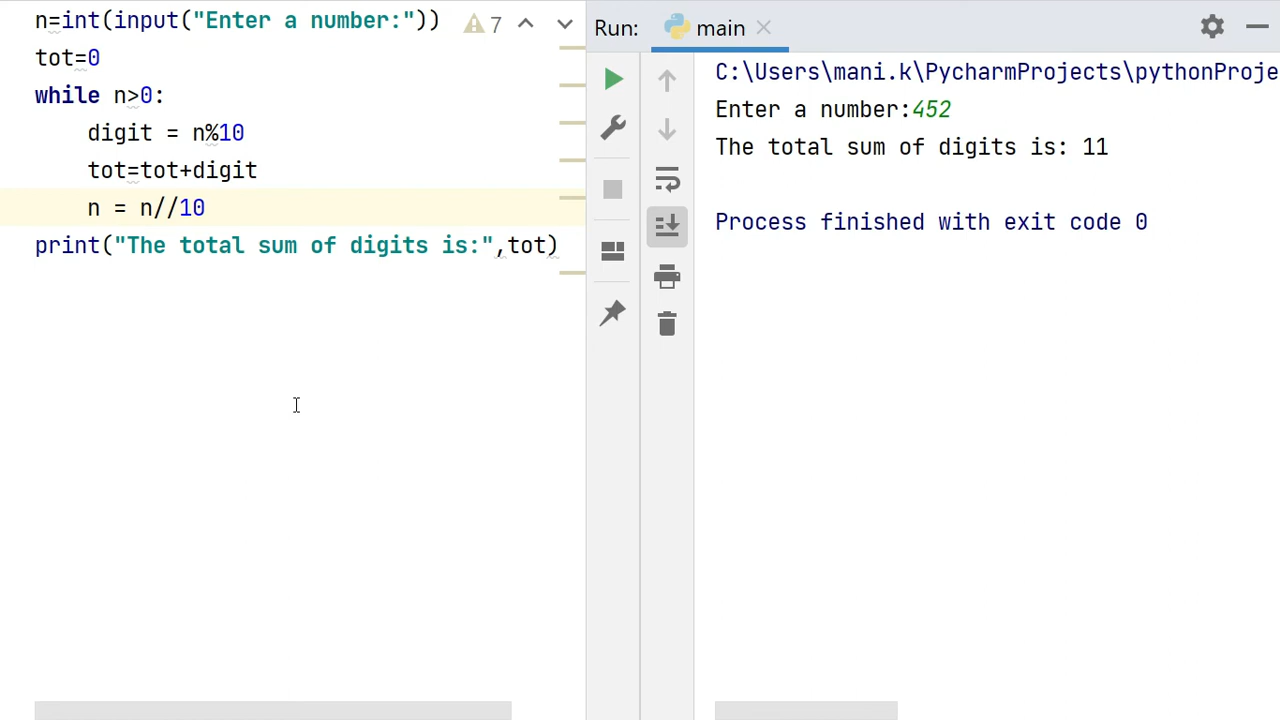 n=int(input("Enter a number:"))
7
tot=0
while n>0:
    digit = n%10
    tot=tot+digit
    n = n//10
print("The total sum of digits is:",tot)
Run: main
C:\Users\mani.k\PycharmProjects\pythonProje
Enter a number:452
The total sum of digits is: 11
Process finished with exit code 0